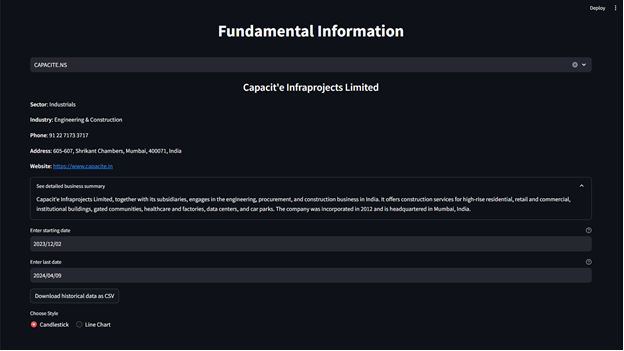 Deploy
Fundamental Information
CAPACITE.NS
Capacit'e Infraprojects Limited
Sector: Industrials
Industry: Engineering & Construction
Phone: 91 22 7173 3717
Address: 605-607, Shrikant Chambers, Mumbai, 400071, India
Website: https://www.capacite.in
See detailed business summary
Capacit'e Infraprojects Limited, together with its subsidiaries, engages in the engineering, procurement, and construction business in India. It offers construction services for high-rise residential, retail and commercial,
institutional buildings, gated communities, healthcare and factories, data centers, and car parks. The company was incorporated in 2012 and is headquartered in Mumbai, India.
Enter starting date
2023/12/02
Enter last date
2024/04/09
Download historical data as CSV
Choose Style
Candlestick Line Chart